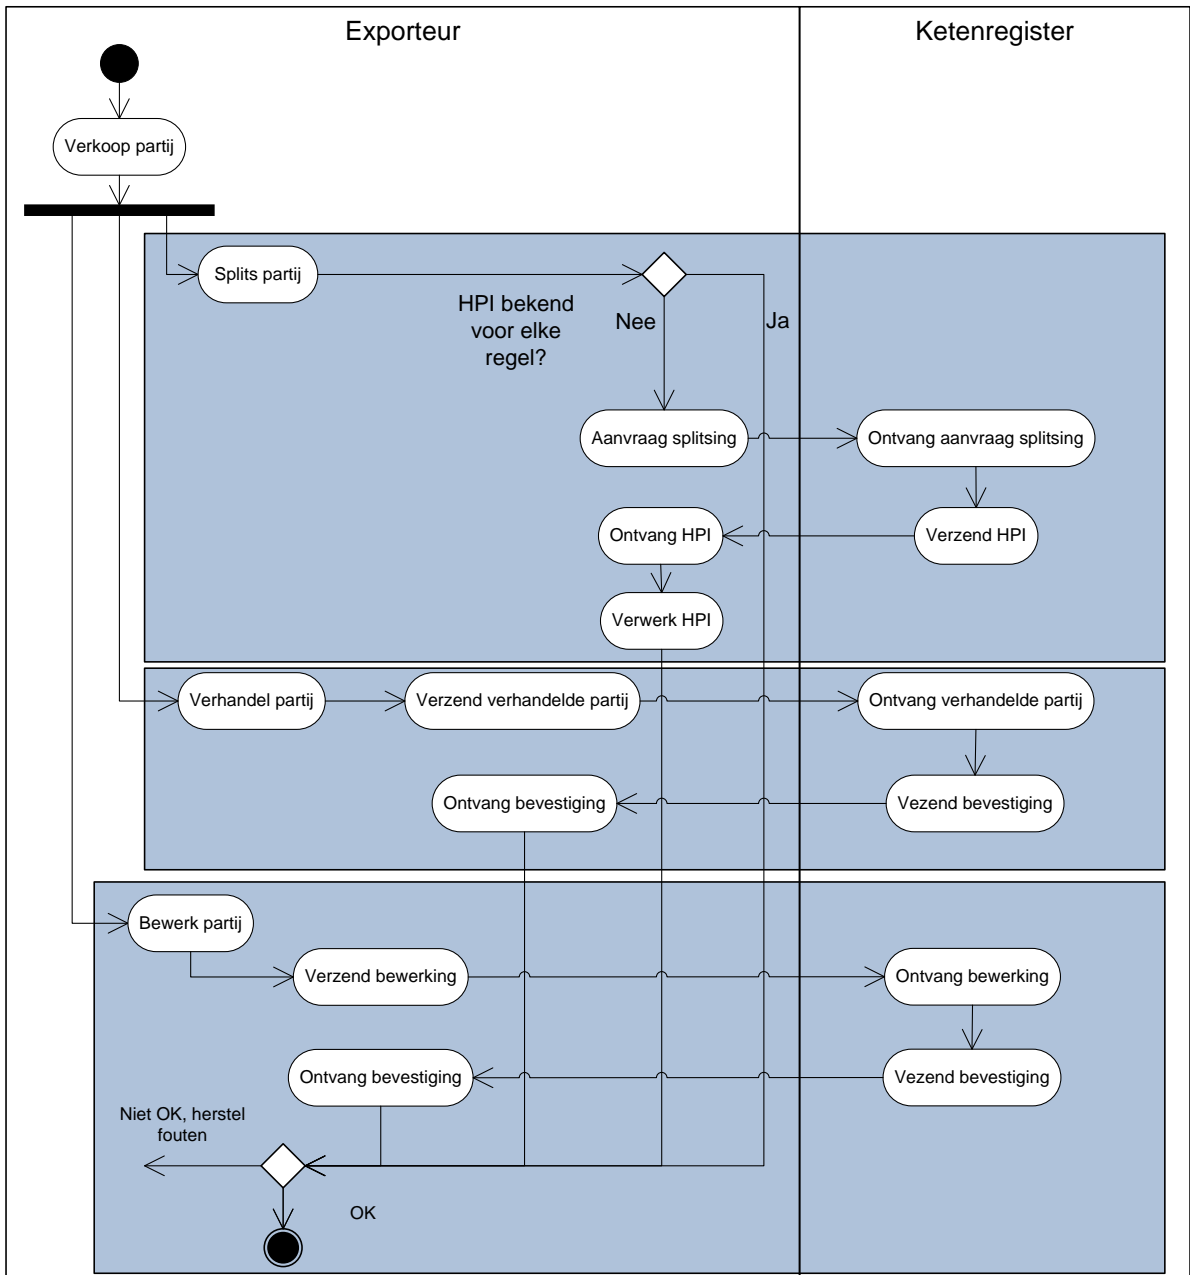 Exporteur
Ketenregister
Verkoop partij
Splits partij
HPI bekend
voor elke
regel?
Nee
Ja
Aanvraag splitsing
Ontvang aanvraag splitsing
Ontvang HPI
Verzend HPI
Verwerk HPI
Verhandel partij
Verzend verhandelde partij
Ontvang verhandelde partij
Ontvang bevestiging
Vezend bevestiging
Bewerk partij
Verzend bewerking
Ontvang bewerking
Ontvang bevestiging
Vezend bevestiging
Niet OK, herstel
fouten
OK